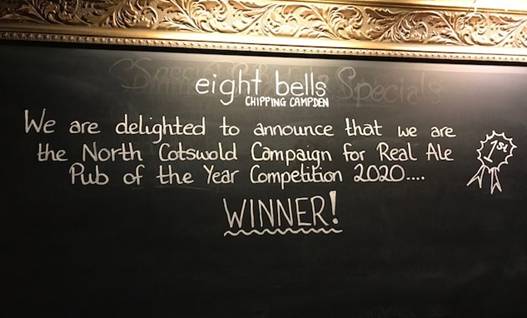 Specials
eight bells
CHIPPING CAMPDEN
We are delighted to announce that we are
the North Cotswold Campaign for Real Ale
Pub of the Year Competition 2020....
1st
WINNER!